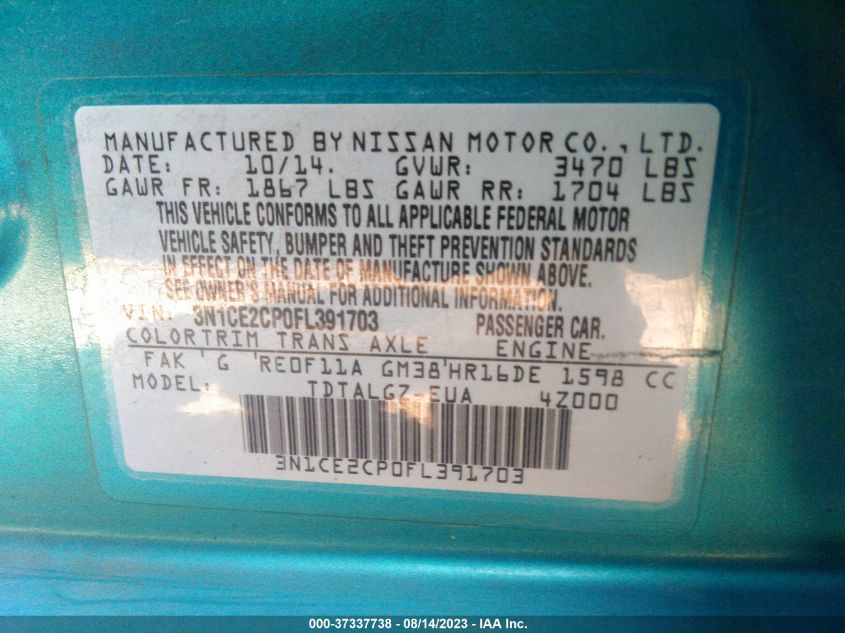 MANUFACTURED BY NISSAN MOTOR CO., LTD.
DATE: 10/14. GVWR: 3470 LBS
GAWR FR: 1867 LBS GAWR RR: 1704 LBS
THIS VEHICLE CONFORMS TO ALL APPLICABLE FEDERAL MOTOR
VEHICLE SAFETY, BUMPER AND THEFT PREVENTION STANDARDS
IN EFFECT ON THE DATE OF MANUFACTURE SHOWN ABOVE.
SEE OWNER'S MANUAL FOR ADDITIONAL INFORMATION.
VIN: 3N1CE2CP0FL391703 PASSENGER CAR.
COLORTRIM TRANS AXLE ENGINE
FAK ' G 'RE0F11A GM38'HR16DE 1598 CC
MODEL: TDTALGZ-EUA 4Z000
3N1CE2CP0FL391703
000-37337738 - 08/14/2023 - IAA Inc.